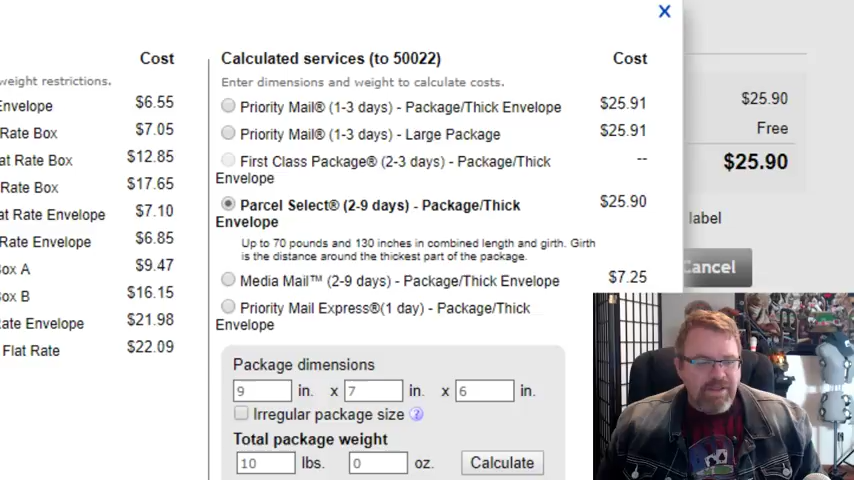 Cost
weight restrictions.
Envelope $6.55
Rate Box $7.05
at Rate Box $12.85
Rate Box $17.65
at Rate Envelope $7.10
Rate Envelope $6.85
Box A $9.47
Box B $16.15
ate Envelope $21.98
Flat Rate $22.09
Calculated services (to 50022) Cost
Enter dimensions and weight to calculate costs.
Priority Mail® (1-3 days) - Package/Thick Envelope $25.91
Priority Mail® (1-3 days) - Large Package $25.91
First Class Package® (2-3 days) - Package/Thick --
Envelope
Parcel Select® (2-9 days) - Package/Thick $25.90
Envelope
Up to 70 pounds and 130 inches in combined length and girth. Girth
is the distance around the thickest part of the package.
Media Mail™ (2-9 days) - Package/Thick Envelope $7.25
Priority Mail Express®(1 day) - Package/Thick
Envelope
Package dimensions
9 in. x 7 in. x 6 in.
Irregular package size ?
Total package weight
10 lbs. 0 oz. Calculate
X
$25.90
Free
$25.90
label
Cancel